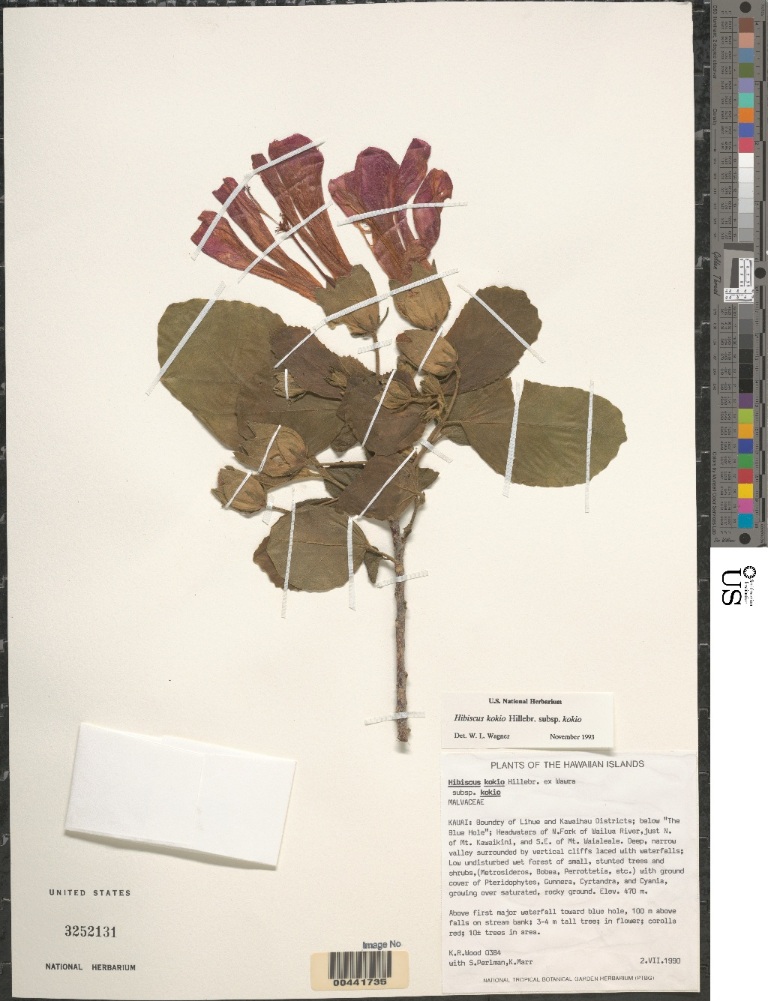 US
U.S. National Herbarium
Hibiscus kokio Hillebr. subsp. kokio
Det. W. L. Wagner November 1993
PLANTS OF THE HAWAIIAN ISLANDS
Hibiscus kokio Hillebr. ex Wawra
subsp. kokio
MALVACEAE
KAUAI: Boundry of Lihue and Kawaihau Districts; below "The
Blue Hole"; Headwaters of N.Fork of Wailua River,just N.
of Mt. Kawaikini, and S.E. of Mt. Waialeale. Deep, narrow
valley surrounded by vertical cliffs laced with waterfalls;
Low undisturbed wet forest of small, stunted trees and
shrubs,(Metrosideros, Bobea, Perrottetia, etc.) with ground
cover of Pteridophytes, Gunnera, Cyrtandra, and Cyania,
growing over saturated, rocky ground. Elev. 470 m.
Above first major waterfall toward blue hole, 100 m above
falls on stream bank; 3-4 m tall tree; in flower; corolla
red; 10± trees in area.
K.R.Wood 0384
with S.Perlman,K.Marr 2.VII.1990
NATIONAL TROPICAL BOTANICAL GARDEN HERBARIUM (PTBG)
UNITED STATES
3252131
NATIONAL HERBARIUM
Image No
00441735